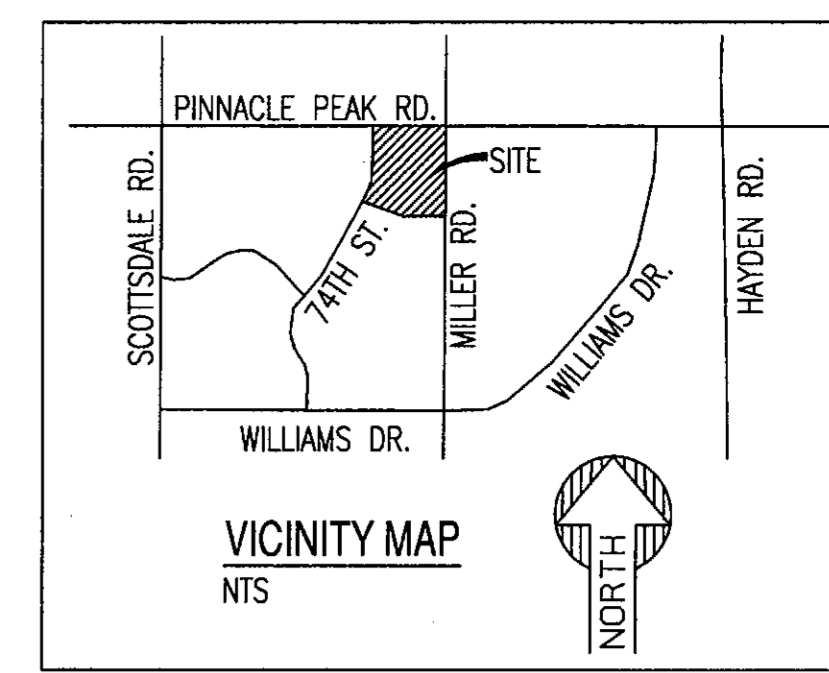 PINNACLE PEAK RD.
SITE
SCOTTSDALE RD.
74TH ST.
MILLER RD.
WILLIAMS DR.
HAYDEN RD.
WILLIAMS DR.
VICINITY MAP
NTS
NORTH